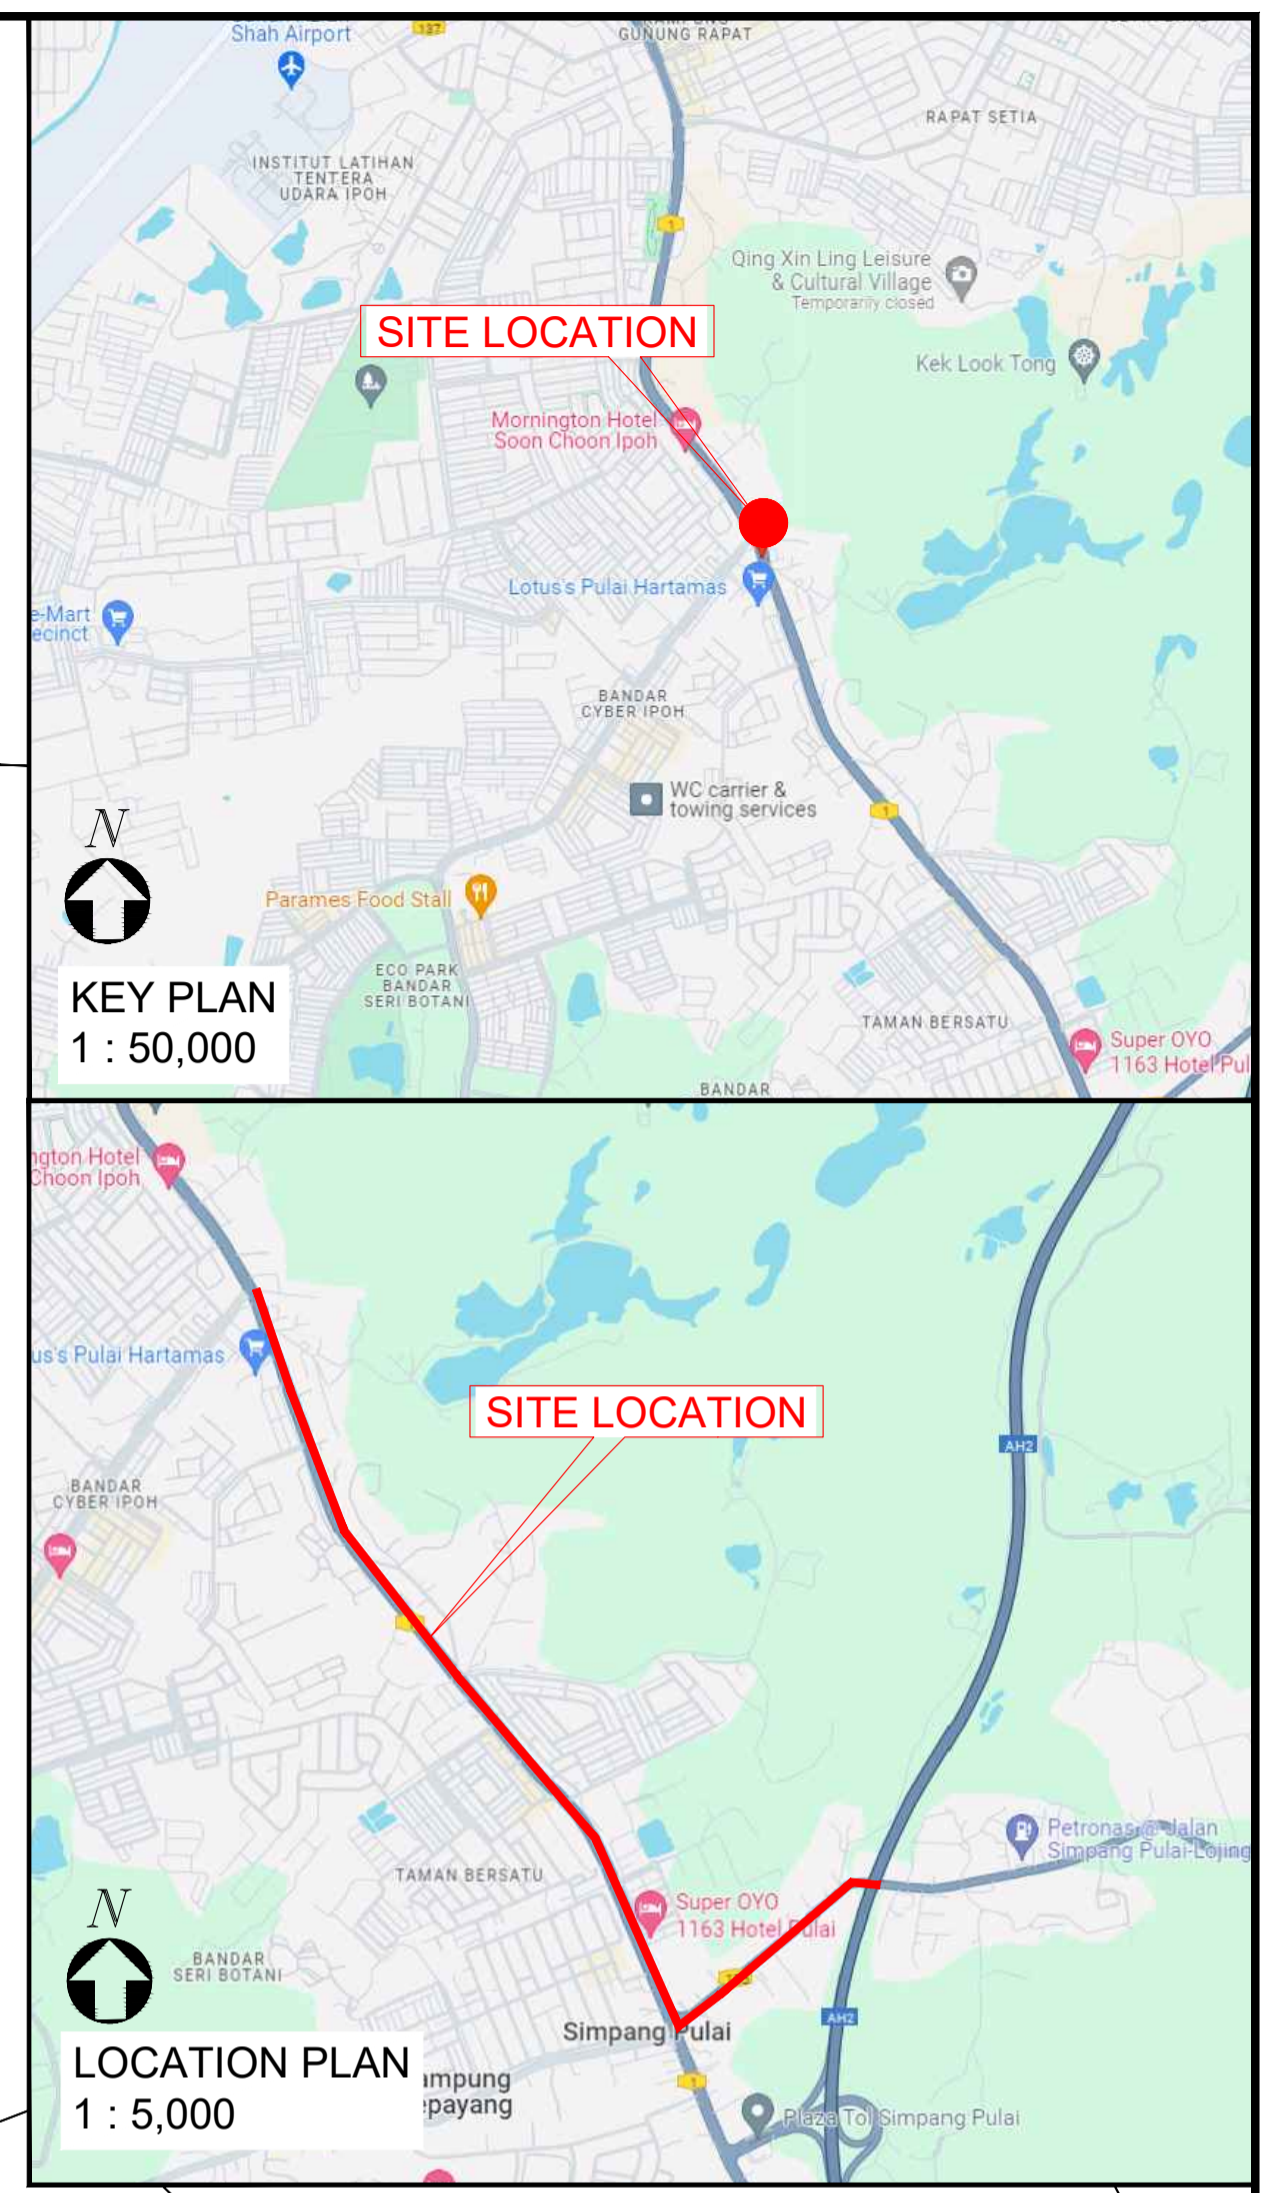 Shah Airport
137
GUNUNG RAPAT
RAPAT SETIA
INSTITUT LATIHAN
TENTERA
UDARA IPOH
1
Qing Xin Ling Leisure
& Cultural Village
Temporarily closed
SITE LOCATION
Kek Look Tong
Mornington Hotel
Soon Choon Ipoh
Lotus's Pulai Hartamas
e-Mart
ecinct
BANDAR
CYBER IPOH
WC carrier &
towing services
1
N
Parames Food Stall
ECO PARK
BANDAR
SERI BOTANI
KEY PLAN
1 : 50,000
TAMAN BERSATU
Super OYO
1163 Hotel Pul
BANDAR
ngton Hotel
Choon Ipoh
us's Pulai Hartamas
SITE LOCATION
AH2
BANDAR
CYBER IPOH
Petronas @ Jalan
Simpang Pulai-Lojing
TAMAN BERSATU
N
Super OYO
1163 Hotel Pulai
BANDAR
SERI BOTANI
AH2
Simpang Pulai
LOCATION PLAN
1 : 5,000
ampung
epayang
1
Plaza Tol Simpang Pulai